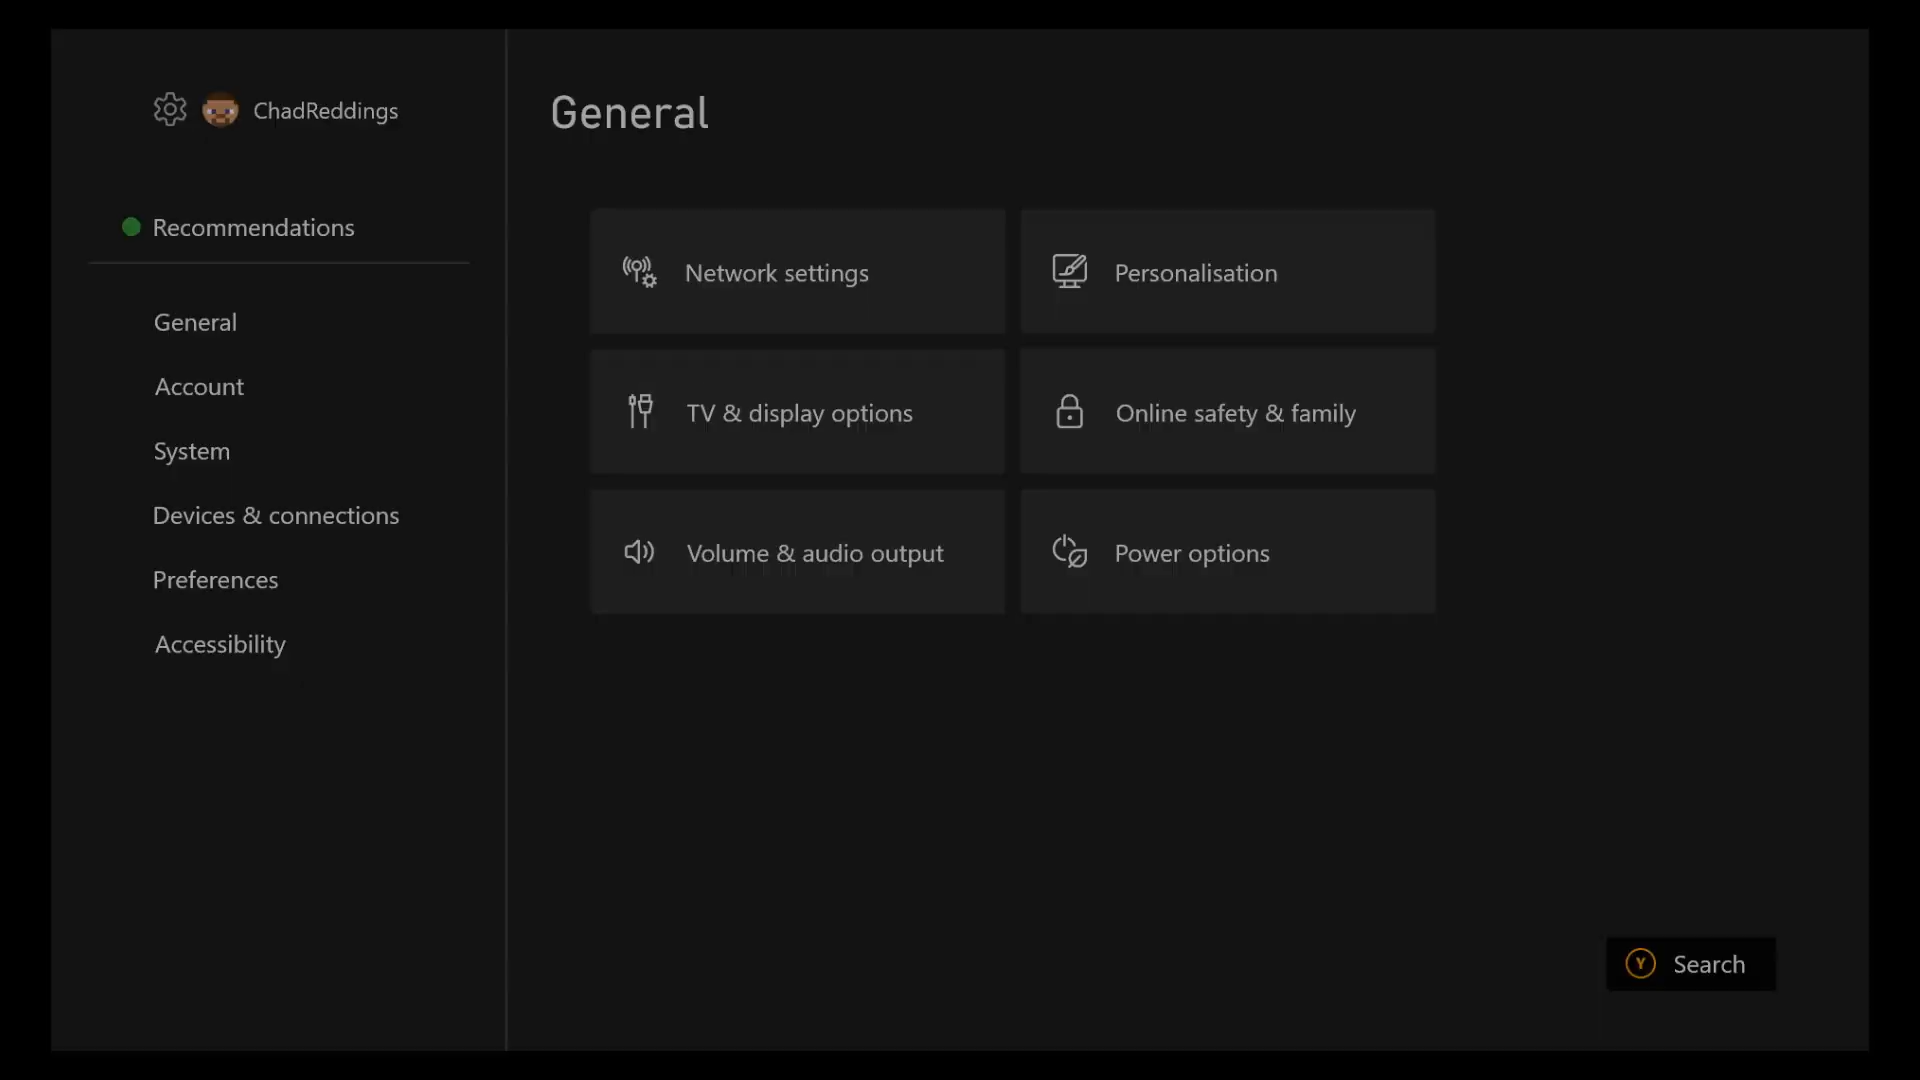 ChadReddings
Recommendations
General
Account
System
Devices & connections
Preferences
Accessibility
General
Network settings
Personalisation
TV & display options
Online safety & family
Volume & audio output
Power options
Y Search